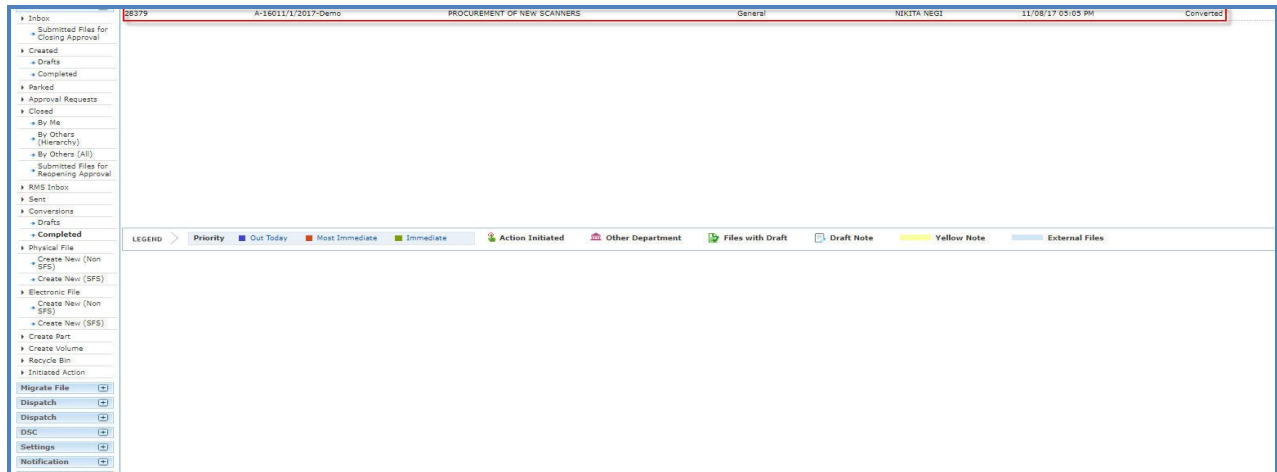 28379 A-16011/1/2017-Demo PROCUREMENT OF NEW SCANNERS General NIKITA NEGI 11/08/17 05:05 PM Converted
Inbox
Submitted Files for
Closing Approval
Created
Drafts
Completed
Parked
Approval Requests
Closed
By Me
By Others
(Hierarchy)
By Others (All)
Submitted Files for
Reopening Approval
RMS Inbox
Sent
Conversions
Drafts
Completed
Physical File
Create New (Non
SFS)
Create New (SFS)
Electronic File
Create New (Non
SFS)
Create New (SFS)
Create Part
Create Volume
Recycle Bin
Initiated Action
Migrate File
Dispatch
Dispatch
DSC
Settings
Notification
LEGEND Priority Out Today Most Immediate Immediate Action Initiated Other Department Files with Draft Draft Note Yellow Note External Files